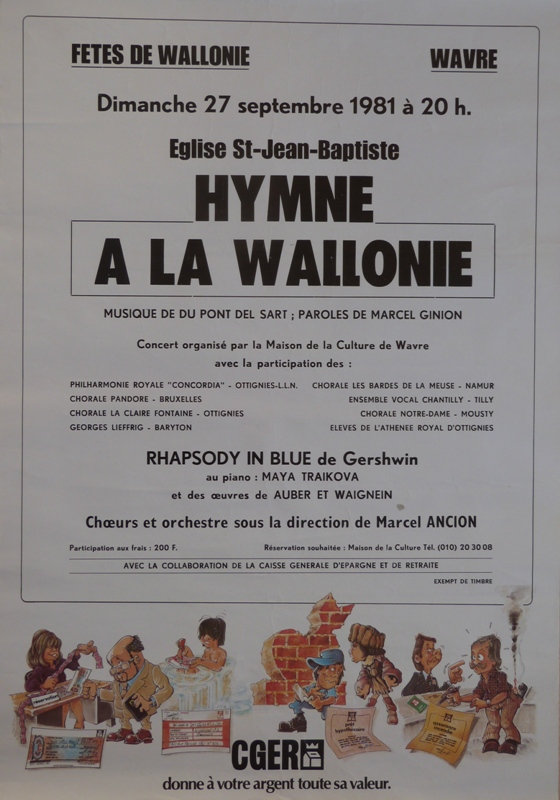 FETES DE WALLONIE WAVRE
Dimanche 27 septembre 1981 à 20 h.
Eglise St-Jean-Baptiste
HYMNE
A LA WALLONIE
MUSIQUE DE DU PONT DEL SART ; PAROLES DE MARCEL GINION
Concert organisé par la Maison de la Culture de Wavre
avec la participation des :
PHILHARMONIE ROYALE "CONCORDIA" - OTTIGNIES-L.L.N.
CHORALE PANDORE - BRUXELLES
CHORALE LA CLAIRE FONTAINE - OTTIGNIES
GEORGES LIEFFRIG - BARYTON
CHORALE LES BARDES DE LA MEUSE - NAMUR
ENSEMBLE VOCAL CHANTILLY - TILLY
CHORALE NOTRE-DAME - MOUSTY
ELEVES DE L'ATHENEE ROYAL D'OTTIGNIES
RHAPSODY IN BLUE de Gershwin
au piano : MAYA TRAIKOVA
et des œuvres de AUBER ET WAIGNEIN
Chœurs et orchestre sous la direction de Marcel ANCION
Participation aux frais : 200 F. Réservation souhaitée : Maison de la Culture Tél. (010) 20 30 08
AVEC LA COLLABORATION DE LA CAISSE GENERALE D'EPARGNE ET DE RETRAITE
EXEMPT DE TIMBRE
prêt
hypothécaire
CGER
donne à votre argent toute sa valeur.